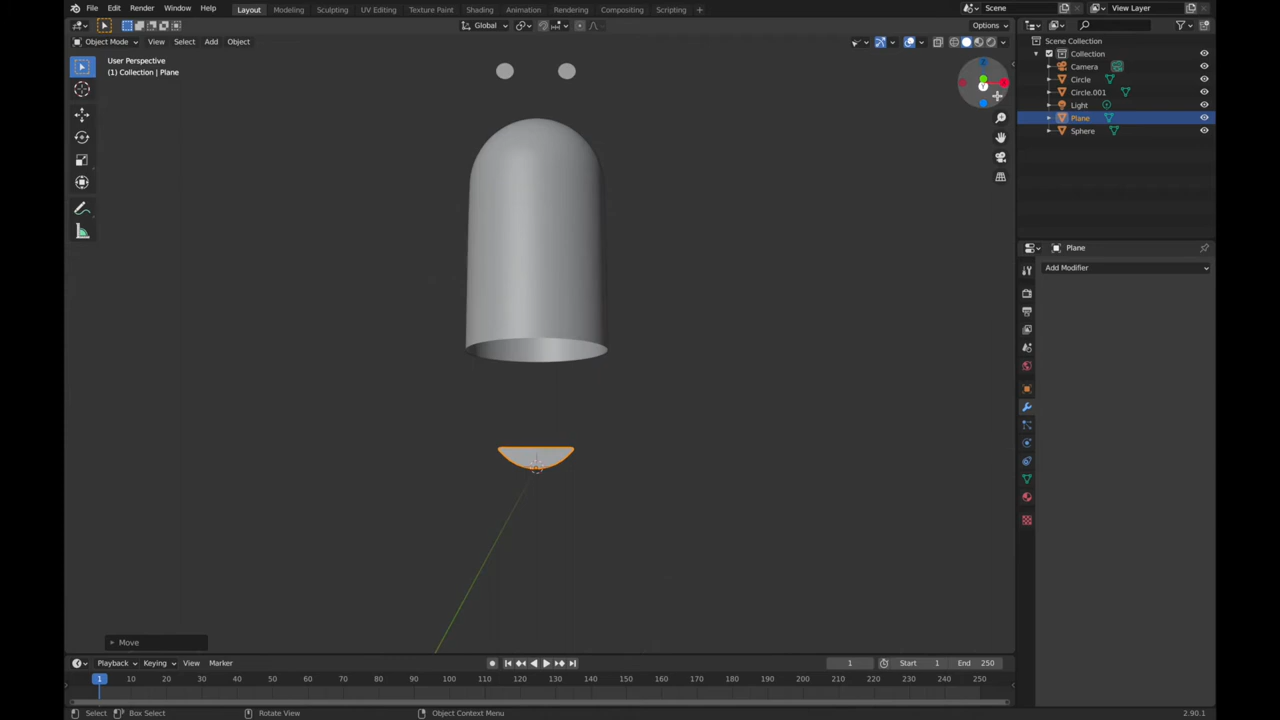 File Edit Render Window Help Layout Modeling Sculpting UV Editing Texture Paint Shading Animation Rendering Compositing Scripting + Scene View Layer
Global Options
Object Mode View Select Add Object
User Perspective
(1) Collection | Plane
Y
Scene Collection
Collection
Camera
Circle
Circle.001
Light
Plane
Sphere
Plane
Add Modifier
Move
Playback Keying View Marker 1 Start 1 End 250
1 10 20 30 40 50 60 70 80 90 100 110 120 130 140 150 160 170 180 190 200 210 220 230 240 250
Select Box Select Rotate View Object Context Menu 2.90.1